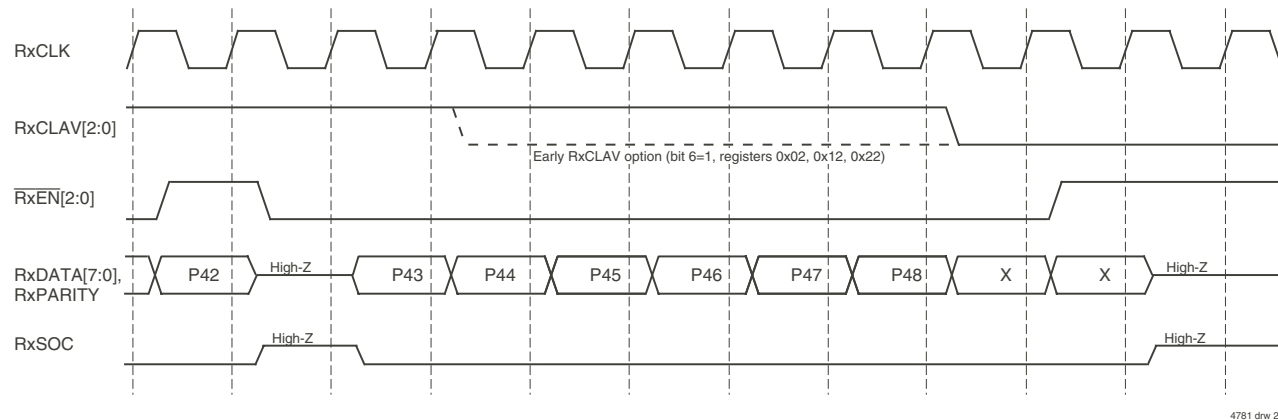 RxCLK
RxCLAV[2:0]
Early RxCLAV option (bit 6=1, registers 0x02, 0x12, 0x22)
RxEN[2:0]
RxDATA[7:0],
RxPARITY
P42 High-Z P43 P44 P45 P46 P47 P48 X X High-Z
RxSOC
High-Z High-Z
4781 drw 2